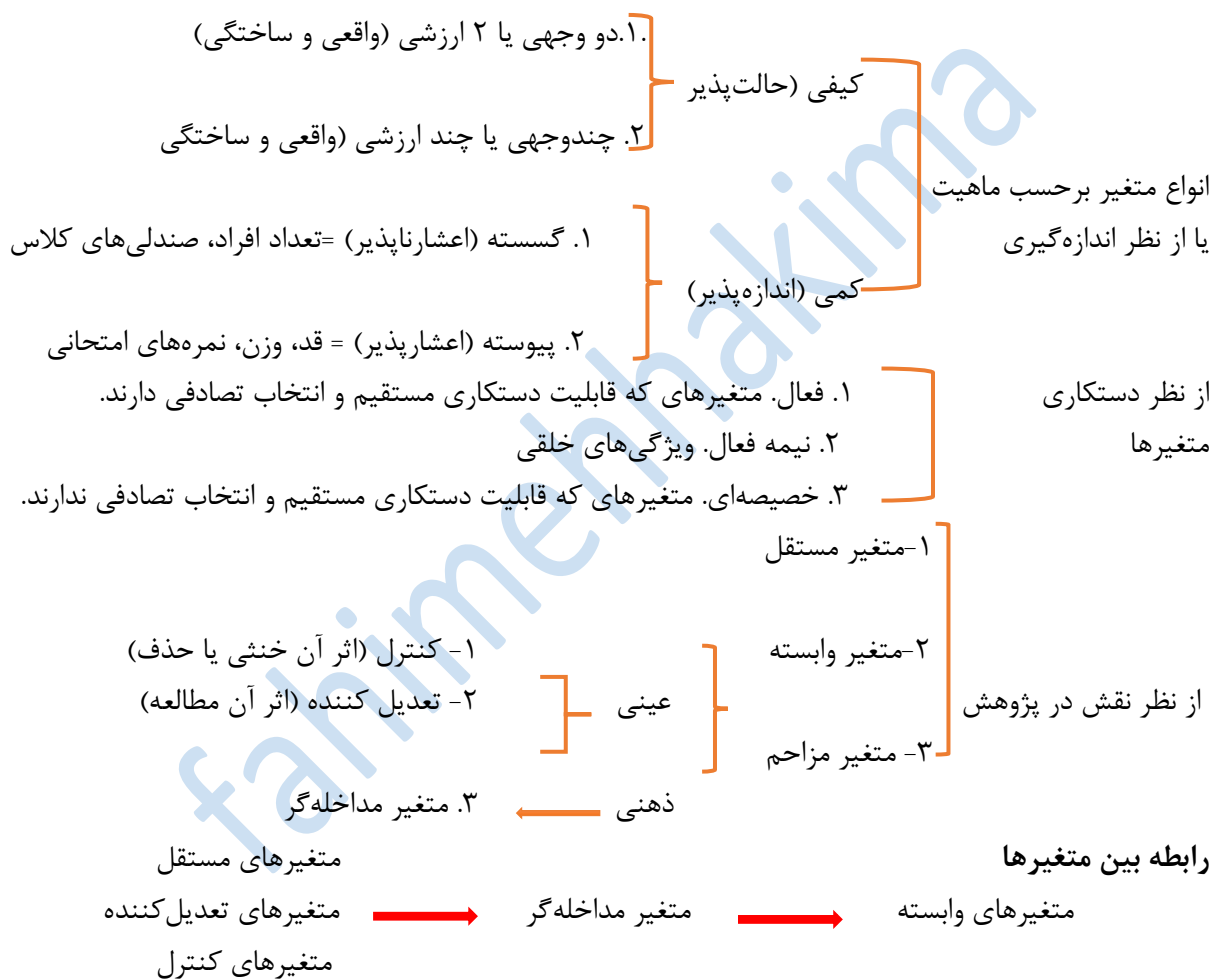 ۱.دو وجهی یا ۲ ارزشی (واقعی و ساختگی).
کیفی (حالت‌پذیر
۲. چندوجهی یا چند ارزشی (واقعی و ساختگی
انواع متغیر برحسب ماهیت
یا از نظر اندازه‌گیری
۱. گسسته (اعشارناپذیر) =تعداد افراد، صندلی‌های کلاس
کمی (اندازه‌پذیر)
۲. پیوسته (اعشارپذیر) = قد، وزن، نمره‌های امتحانی
از نظر دستکاری
متغیرها
۱. فعال. متغیرهای که قابلیت دستکاری مستقیم و انتخاب تصادفی دارند.
۲. نیمه فعال. ویژگی‌های خلقی
۳. خصیصه‌ای. متغیرهای که قابلیت دستکاری مستقیم و انتخاب تصادفی ندارند.
از نظر نقش در پژوهش
۱-متغیر مستقل
۲-متغیر وابسته
۳- متغیر مزاحم
عینی
۱- کنترل (اثر آن خنثی یا حذف)
۲- تعدیل کننده (اثر آن مطالعه)
ذهنی
۳. متغیر مداخله‌گر
رابطه بین متغیرها
متغیرهای مستقل
متغیرهای تعدیل‌کننده
متغیرهای کنترل
متغیر مداخله‌گر
متغیرهای وابسته
fahimehhakima